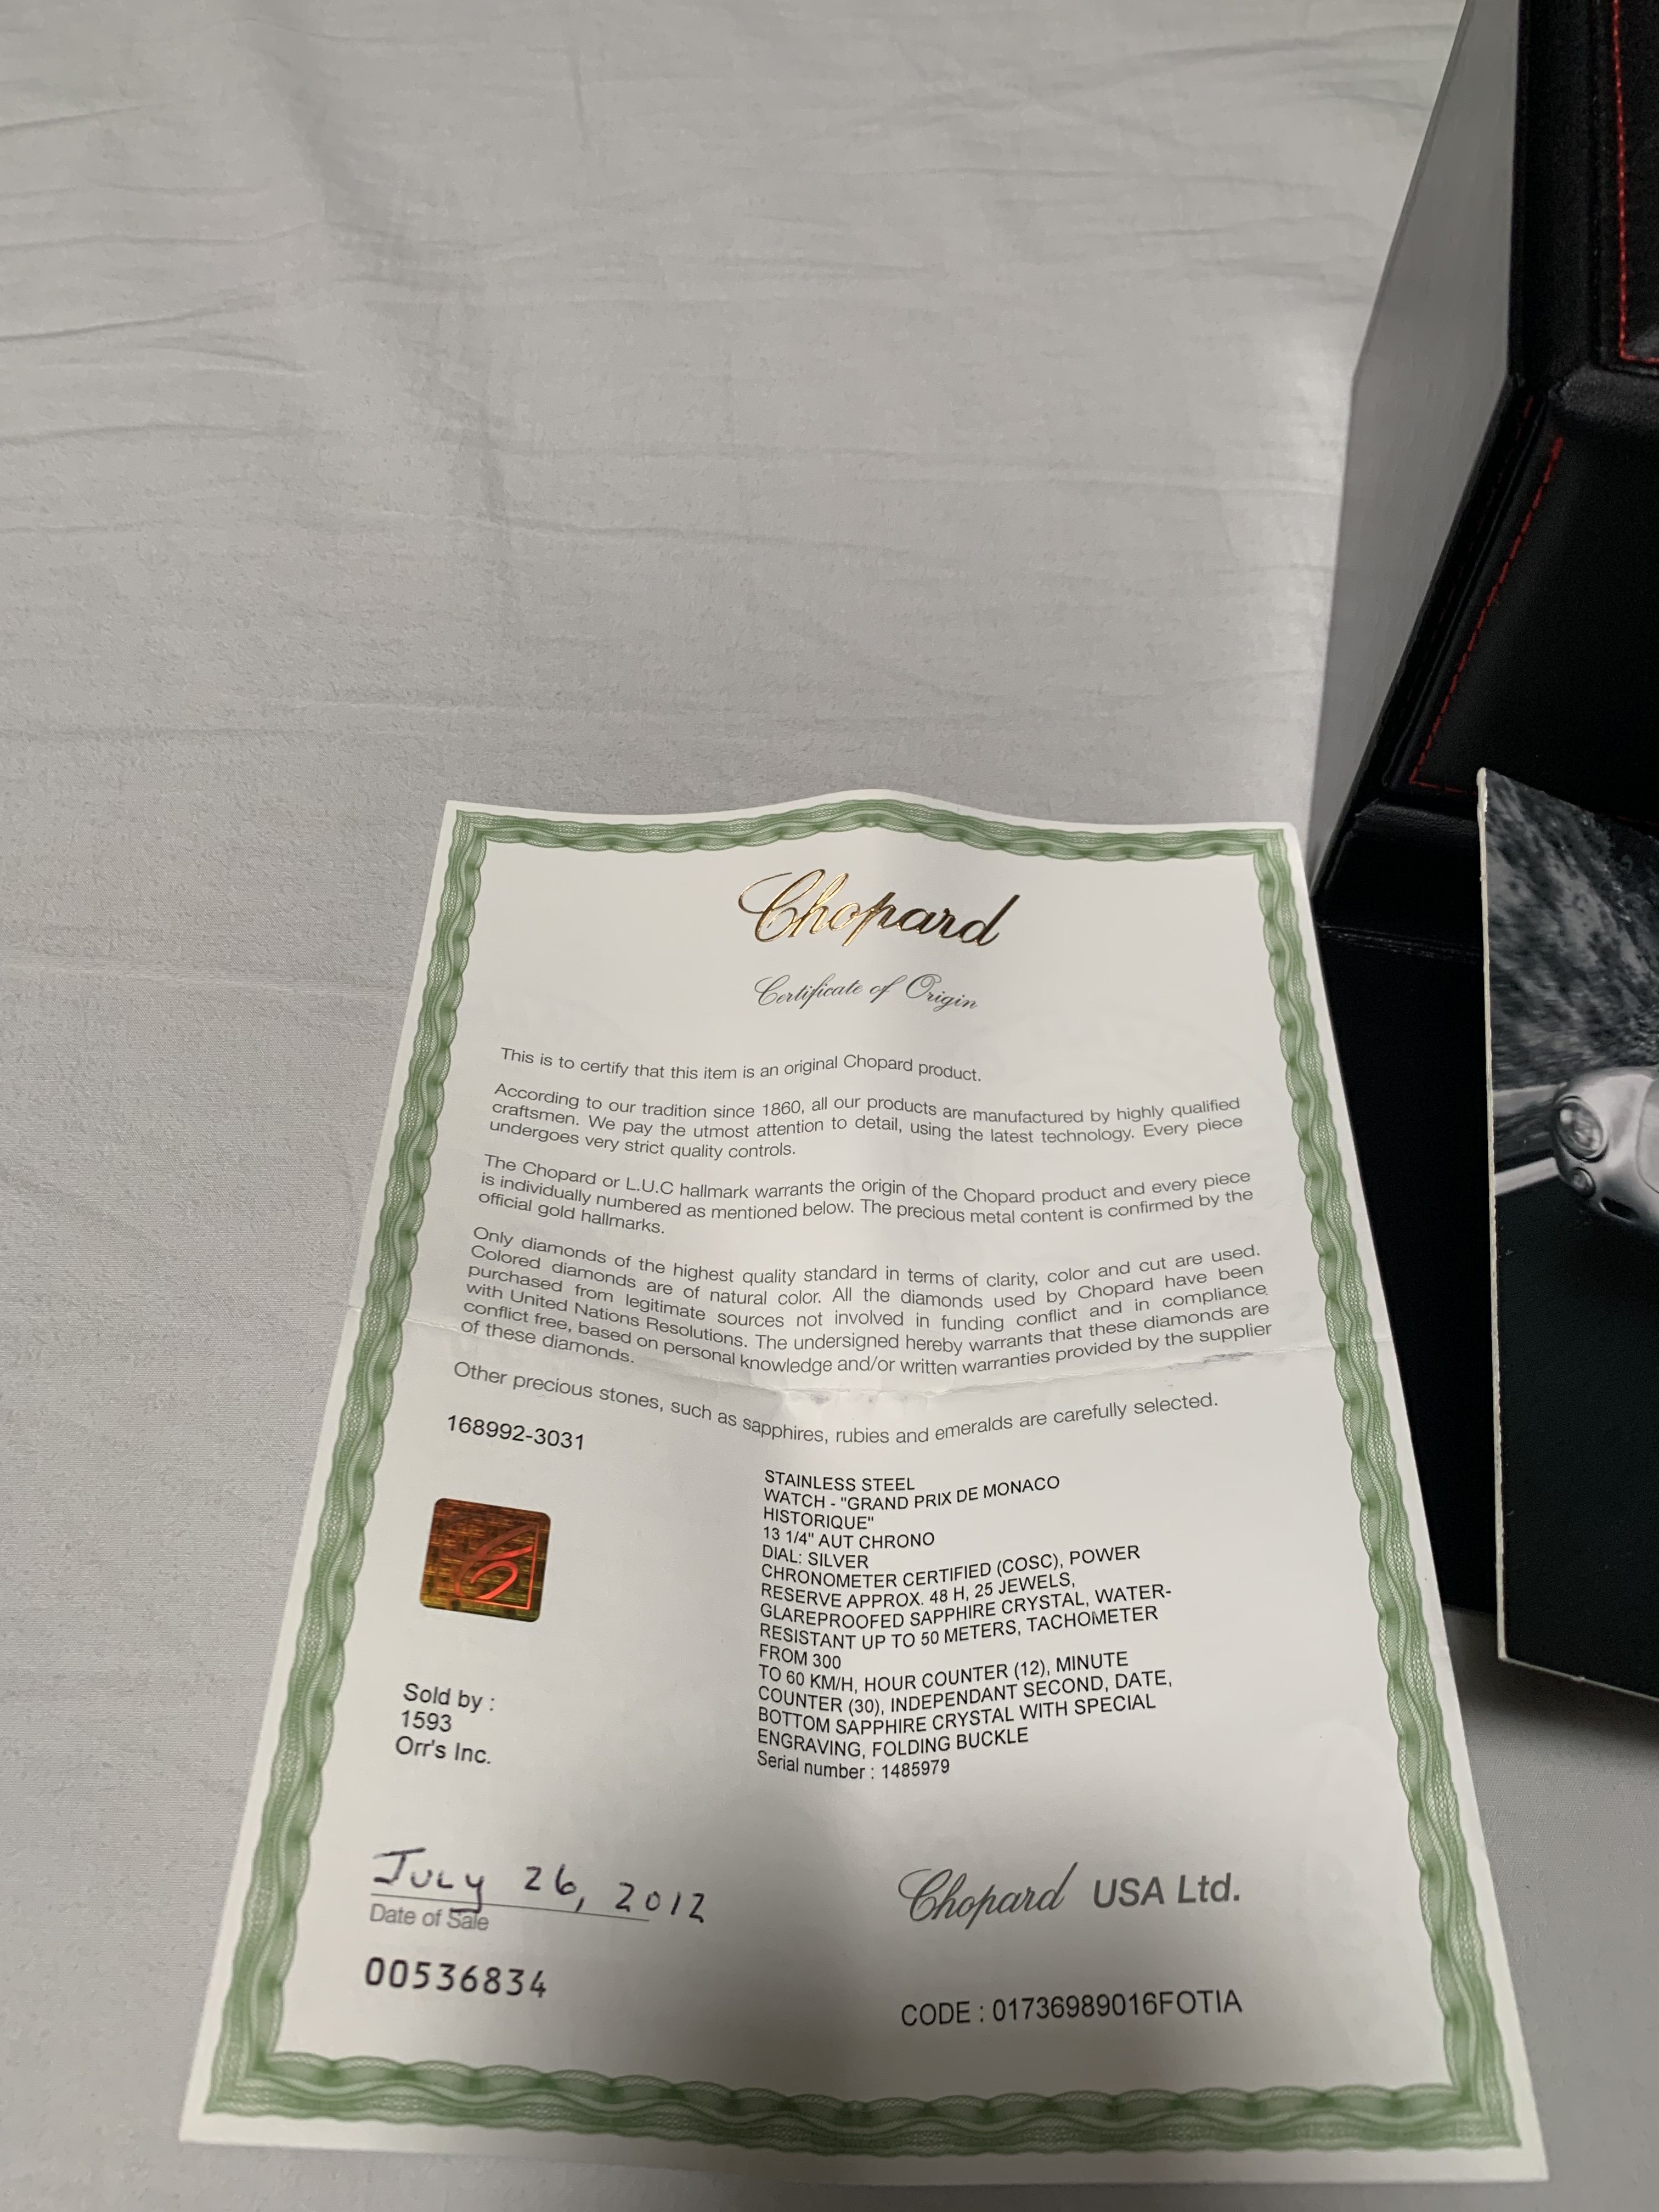 Chopard
Certificate of Origin
This is to certify that this item is an original Chopard product.
According to our tradition since 1860, all our products are manufactured by highly qualified
craftsmen. We pay the utmost attention to detail, using the latest technology. Every piece
undergoes very strict quality controls.
The Chopard or L.U.C hallmark warrants the origin of the Chopard product and every piece
is individually numbered as mentioned below. The precious metal content is confirmed by the
official gold hallmarks.
Only diamonds of the highest quality standard in terms of clarity, color and cut are used.
Colored diamonds are of natural color. All the diamonds used by Chopard have been
purchased from legitimate sources not involved in funding conflict and in compliance
with United Nations Resolutions. The undersigned hereby warrants that these diamonds are
conflict free, based on personal knowledge and/or written warranties provided by the supplier
of these diamonds.
Other precious stones, such as sapphires, rubies and emeralds are carefully selected.
168992-3031
STAINLESS STEEL
WATCH - "GRAND PRIX DE MONACO
HISTORIQUE"
13 1/4" AUT CHRONO
DIAL: SILVER
CHRONOMETER CERTIFIED (COSC), POWER
RESERVE APPROX. 48 H, 25 JEWELS,
GLAREPROOFED SAPPHIRE CRYSTAL, WATER-
RESISTANT UP TO 50 METERS, TACHOMETER
FROM 300
TO 60 KM/H, HOUR COUNTER (12), MINUTE
COUNTER (30), INDEPENDANT SECOND, DATE,
BOTTOM SAPPHIRE CRYSTAL WITH SPECIAL
ENGRAVING, FOLDING BUCKLE
Serial number : 1485979
Sold by :
1593
Orr's Inc.
JULY 26, 2012
Date of Sale
00536834
Chopard USA Ltd.
CODE : 01736989016FOTIA